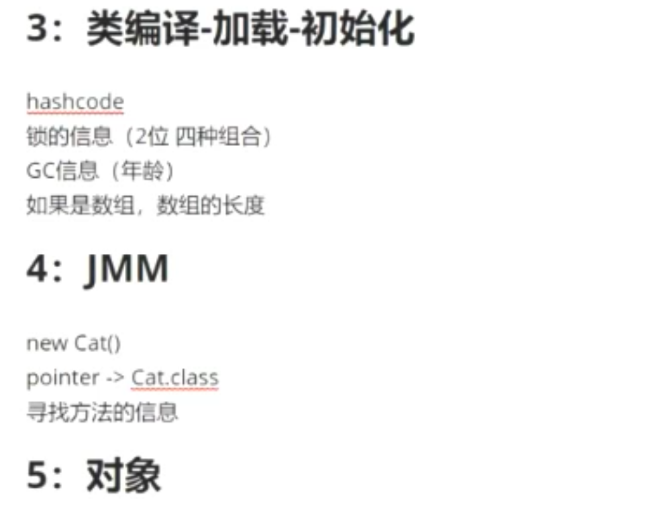 3：类编译-加载-初始化
hashcode
锁的信息（2位 四种组合）
GC信息（年龄）
如果是数组，数组的长度
4：JMM
new Cat()
pointer -> Cat.class
寻找方法的信息
5：对象